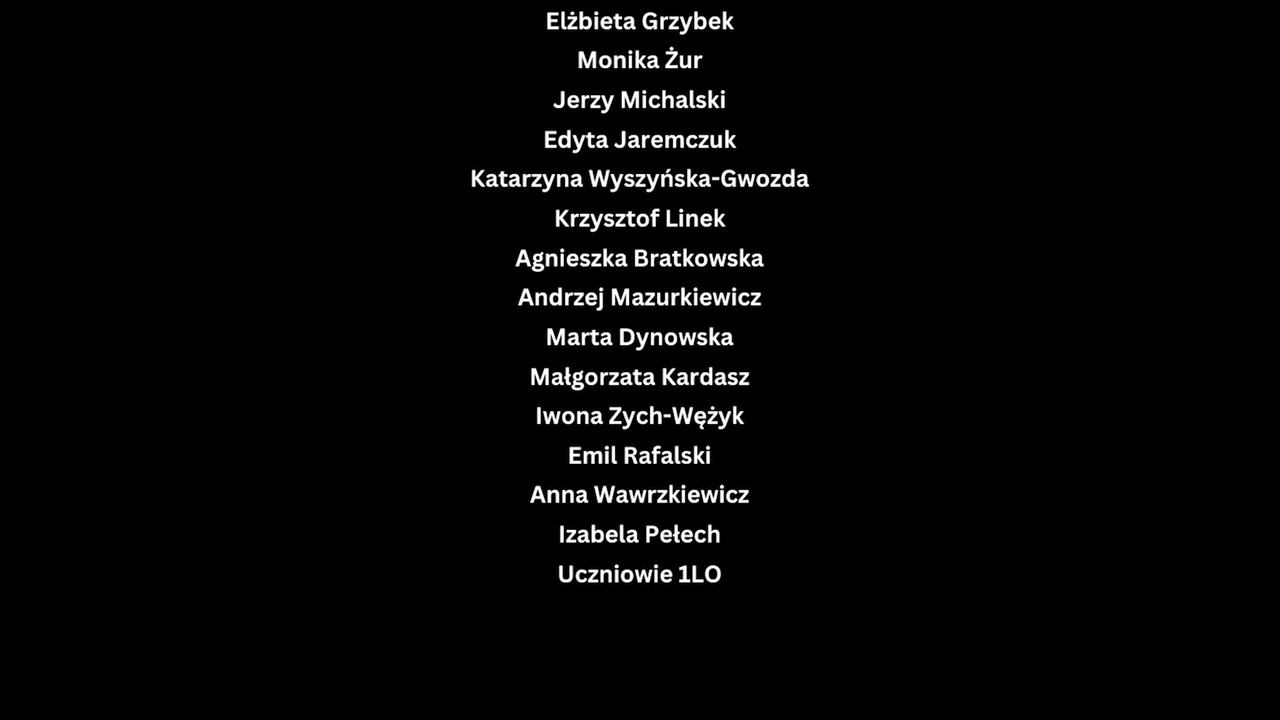 Elżbieta Grzybek
Monika Żur
Jerzy Michalski
Edyta Jaremczuk
Katarzyna Wyszyńska-Gwozda
Krzysztof Linek
Agnieszka Bratkowska
Andrzej Mazurkiewicz
Marta Dynowska
Małgorzata Kardasz
Iwona Zych-Wężyk
Emil Rafalski
Anna Wawrzkiewicz
Izabela Pełech
Uczniowie 1LO